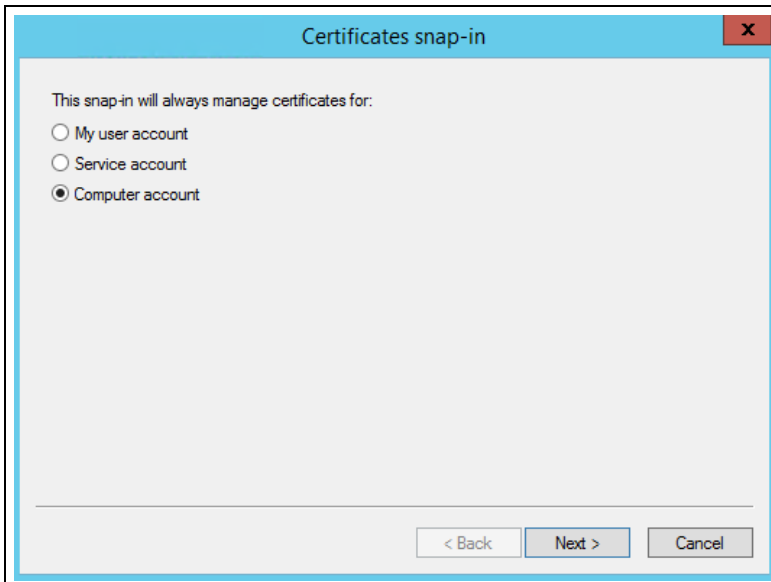 Certificates snap-in
x
This snap-in will always manage certificates for:
My user account
Service account
Computer account
< Back Next > Cancel